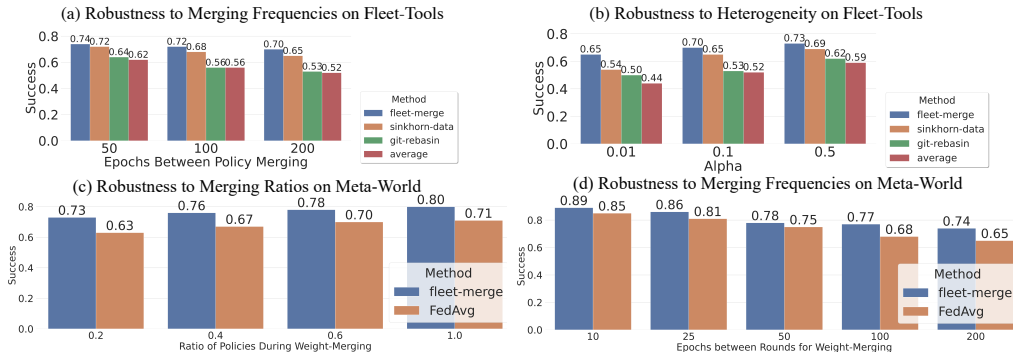 (a) Robustness to Merging Frequencies on Fleet-Tools
0.8
0.6
0.4
0.2
0.0
Success
0.74 0.72 0.64 0.62
0.72 0.68 0.56 0.56
0.70 0.65 0.53 0.52
50 100 200
Epochs Between Policy Merging
Method
fleet-merge
sinkhorn-data
git-rebasin
average
(b) Robustness to Heterogeneity on Fleet-Tools
0.8
0.6
0.4
0.2
0.0
Success
0.65 0.54 0.50 0.44
0.70 0.65 0.53 0.52
0.73 0.69 0.62 0.59
0.01 0.1 0.5
Alpha
Method
fleet-merge
sinkhorn-data
git-rebasin
average
(c) Robustness to Merging Ratios on Meta-World
0.8
0.6
0.4
0.2
0.0
Success
0.73 0.63
0.76 0.67
0.78 0.70
0.80 0.71
0.2 0.4 0.6 1.0
Ratio of Policies During Weight-Merging
Method
fleet-merge
FedAvg
(d) Robustness to Merging Frequencies on Meta-World
0.8
0.6
0.4
0.2
0.0
Success
0.89 0.85
0.86 0.81
0.78 0.75
0.77 0.68
0.74 0.65
10 25 50 100 200
Epochs between Rounds for Weight-Merging
Method
fleet-merge
FedAvg